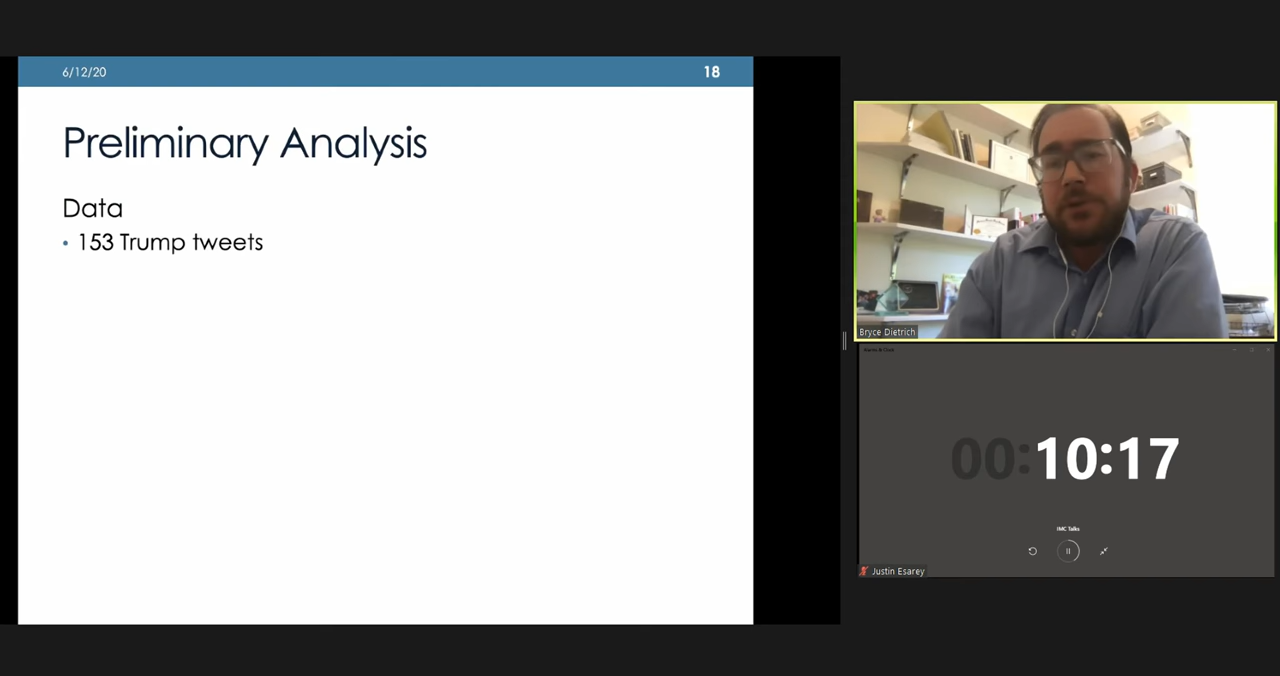 6/12/20
18
Preliminary Analysis
Data
• 153 Trump tweets
Bryce Dietrich
00:10:17
IMC Talks
Justin Esarey